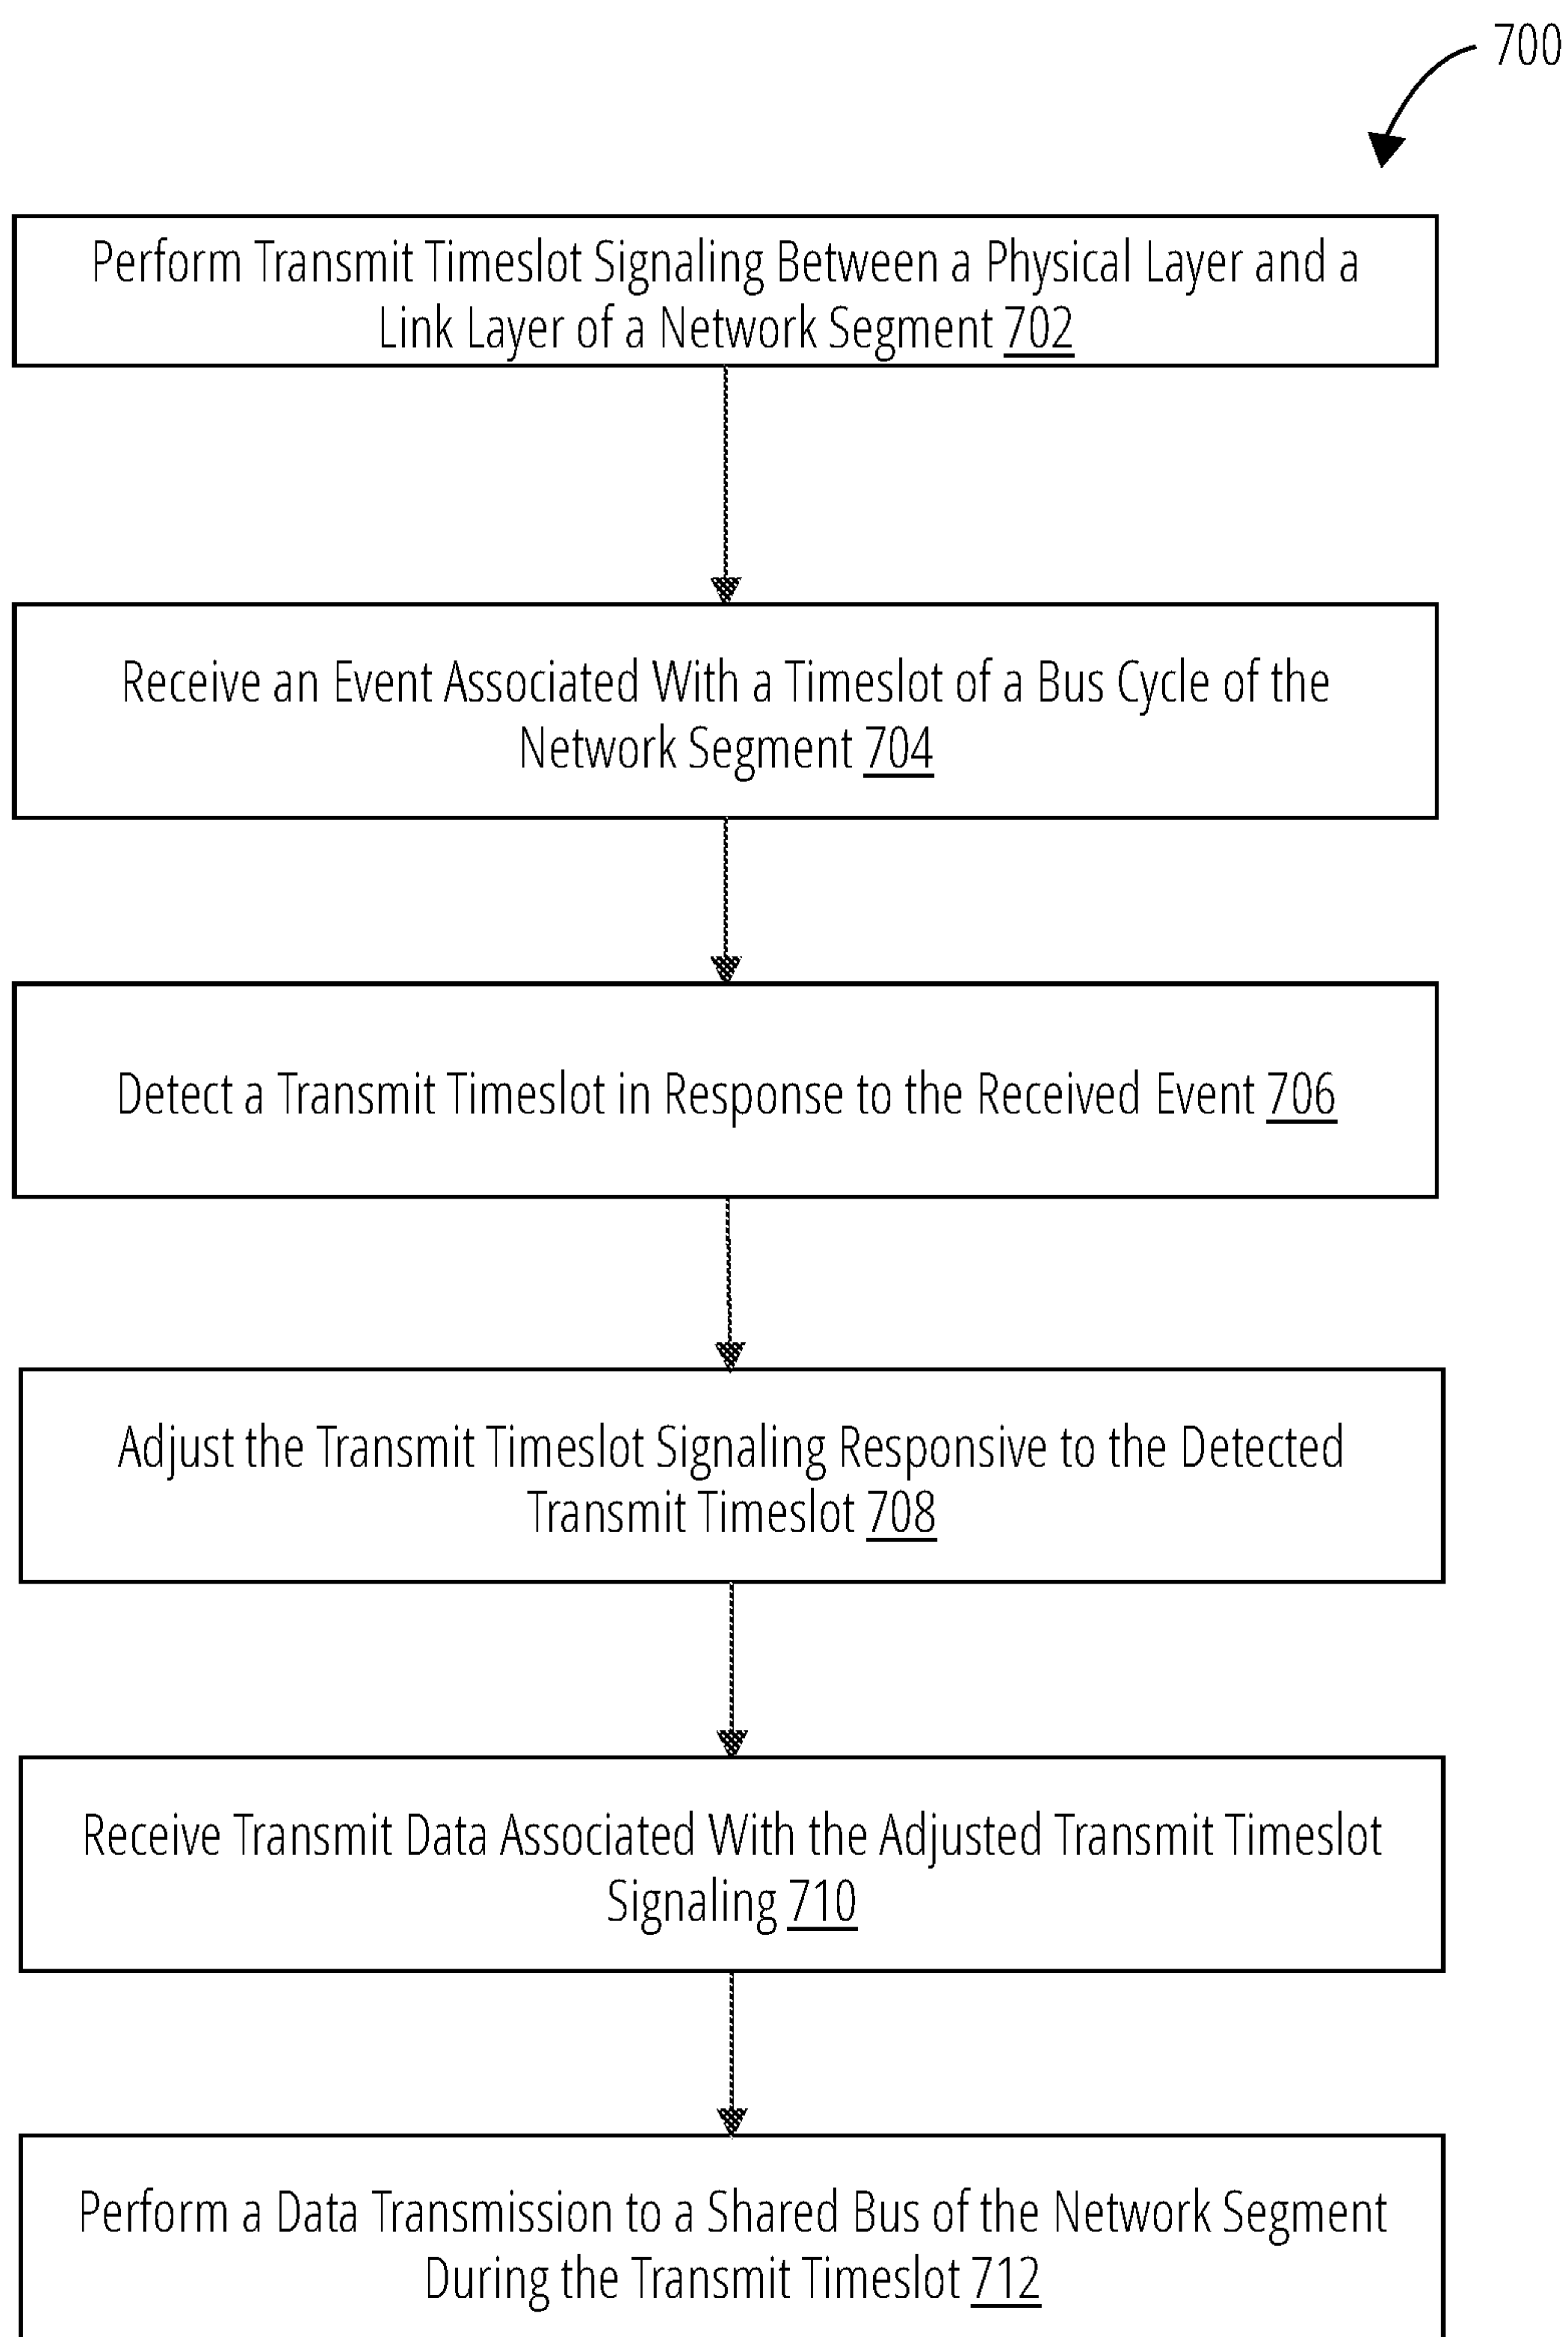 700
Perform Transmit Timeslot Signaling Between a Physical Layer and a
Link Layer of a Network Segment 702
Receive an Event Associated With a Timeslot of a Bus Cycle of the
Network Segment 704
Detect a Transmit Timeslot in Response to the Received Event 706
Adjust the Transmit Timeslot Signaling Responsive to the Detected
Transmit Timeslot 708
Receive Transmit Data Associated With the Adjusted Transmit Timeslot
Signaling 710
Perform a Data Transmission to a Shared Bus of the Network Segment
During the Transmit Timeslot 712